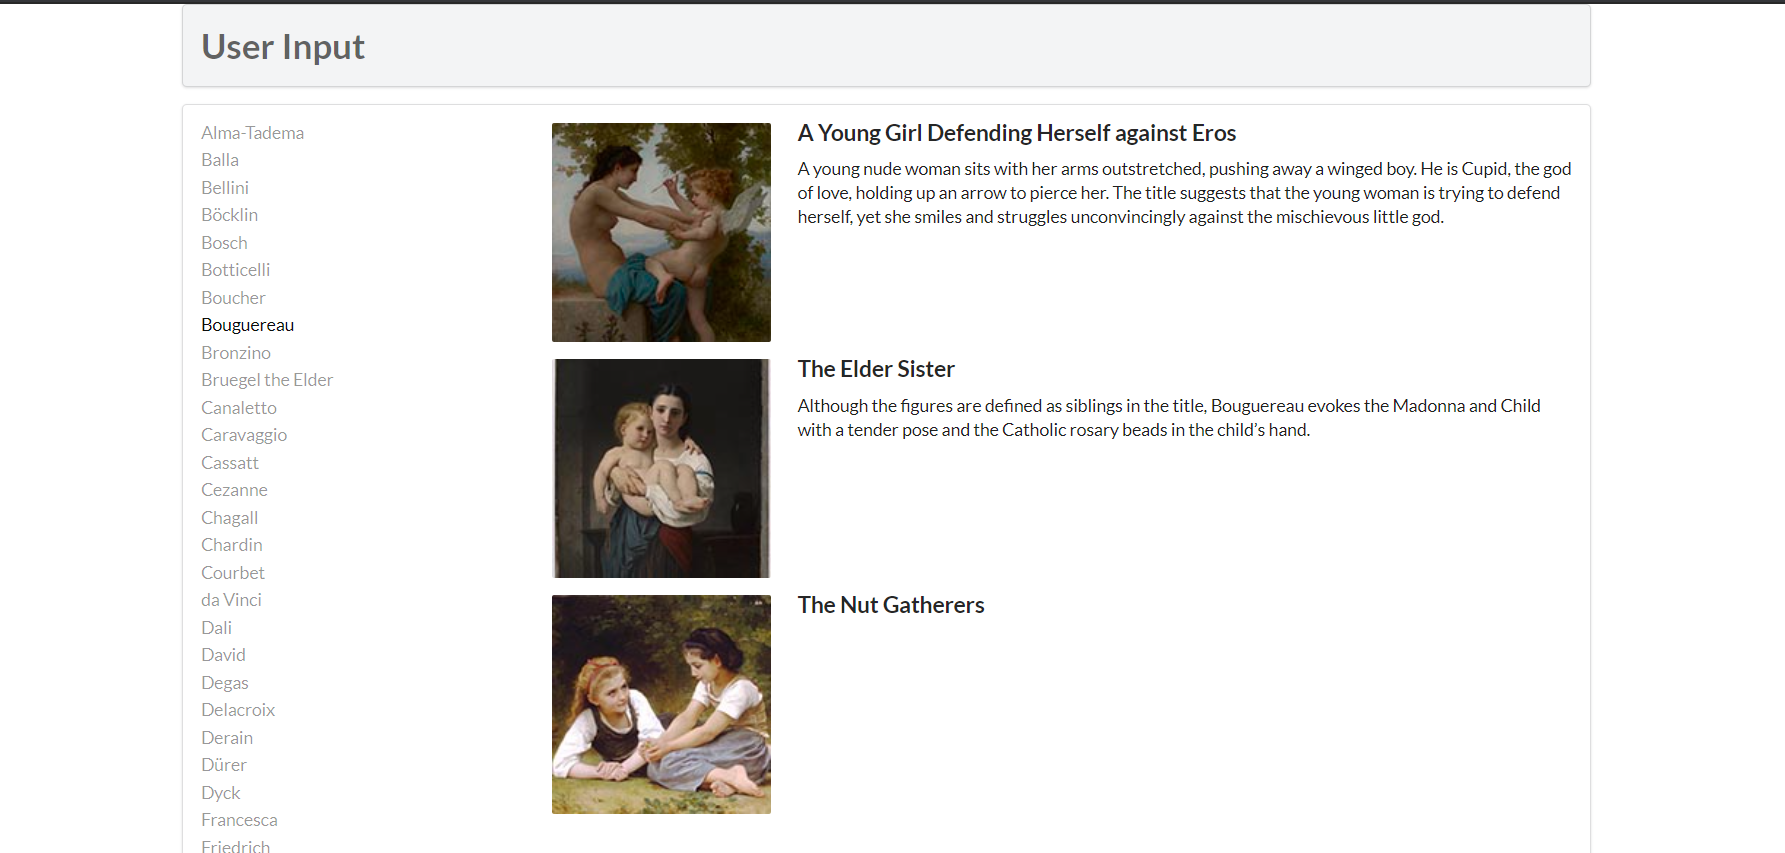 User Input
Alma-Tadema
Balla
Bellini
Böcklin
Bosch
Botticelli
Boucher
Bouguereau
Bronzino
Bruegel the Elder
Canaletto
Caravaggio
Cassatt
Cezanne
Chagall
Chardin
Courbet
da Vinci
Dali
David
Degas
Delacroix
Derain
Dürer
Dyck
Francesca
Friedrich
A Young Girl Defending Herself against Eros
A young nude woman sits with her arms outstretched, pushing away a winged boy. He is Cupid, the god
of love, holding up an arrow to pierce her. The title suggests that the young woman is trying to defend
herself, yet she smiles and struggles unconvincingly against the mischievous little god.
The Elder Sister
Although the figures are defined as siblings in the title, Bouguereau evokes the Madonna and Child
with a tender pose and the Catholic rosary beads in the child’s hand.
The Nut Gatherers